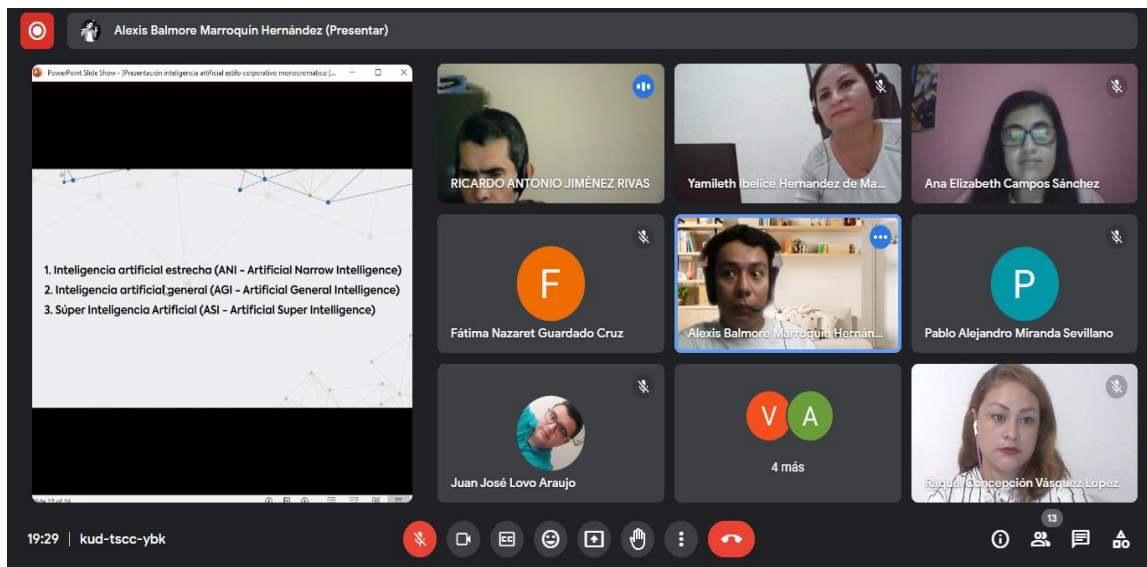 Alexis Balmore Marroquín Hernández (Presentar)
PowerPoint Slide Show - [Presentación inteligencia artificial estilo corporativo monocromático [...
1. Inteligencia artificial estrecha (ANI - Artificial Narrow Intelligence)
2. Inteligencia artificial general (AGI - Artificial General Intelligence)
3. Súper Inteligencia Artificial (ASI - Artificial Super Intelligence)
RICARDO ANTONIO JIMÉNEZ RIVAS
Yamileth Ibelice Hernandez de Ma...
Ana Elizabeth Campos Sánchez
F
Fátima Nazaret Guardado Cruz
Alexis Balmore Marroquín Hernán...
P
Pablo Alejandro Miranda Sevillano
Juan José Lovo Araujo
V A
4 más
Raquel Concepción Vásquez López
19:29 | kud-tscc-ybk
CC
13